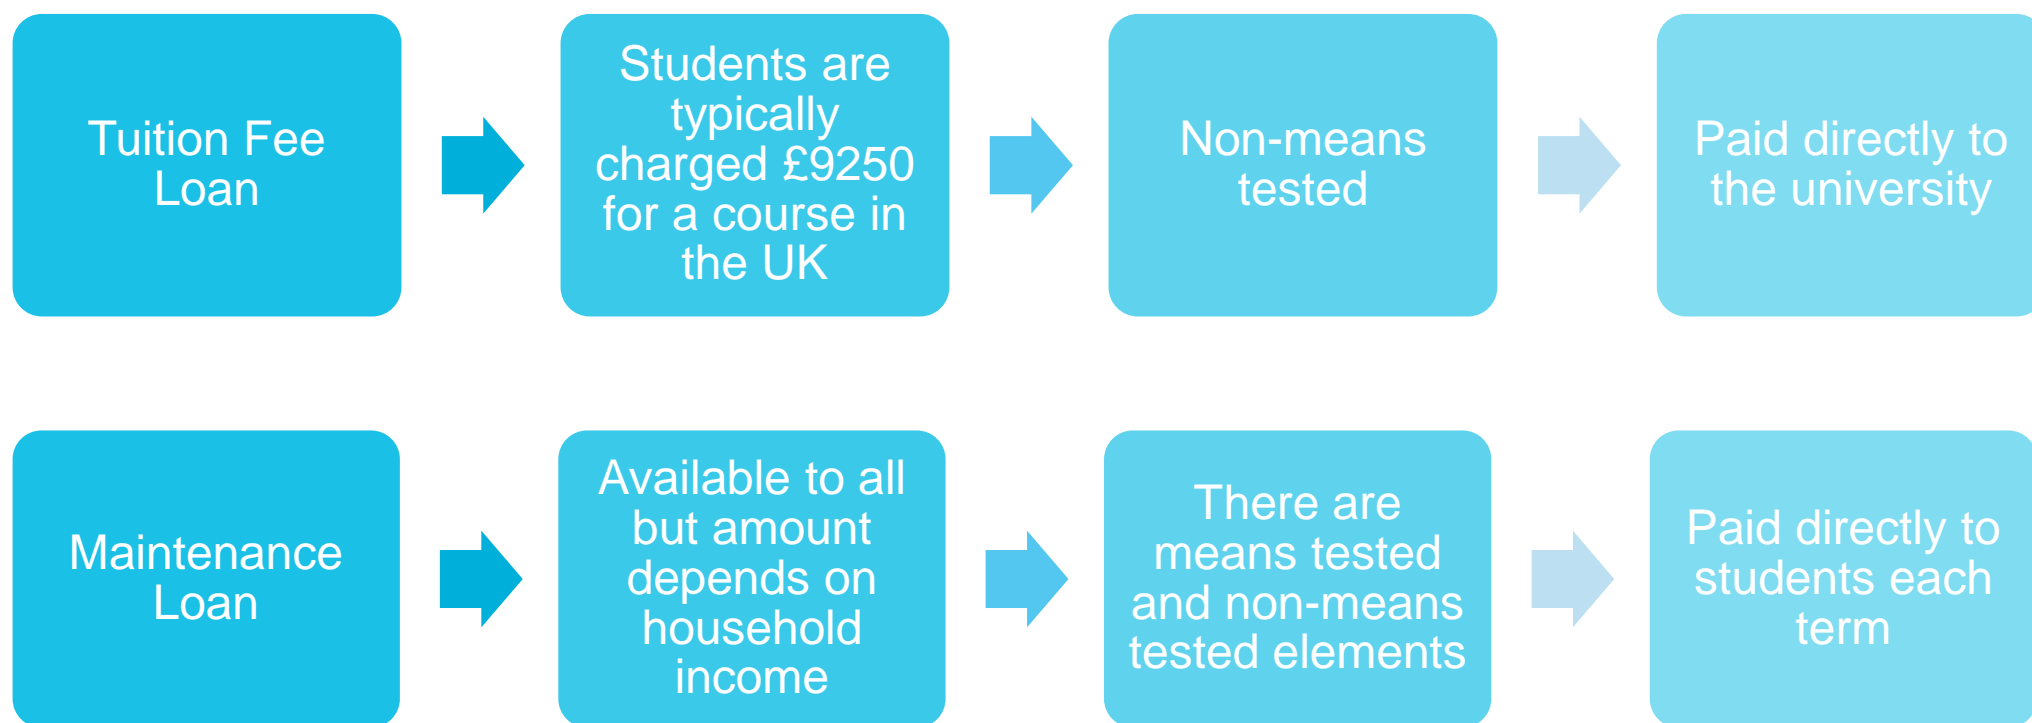 Tuition Fee
Loan
Students are
typically
charged £9250
for a course in
the UK
Non-means
tested
Paid directly to
the university
Maintenance
Loan
Available to all
but amount
depends on
household
income
There are
means tested
and non-means
tested elements
Paid directly to
students each
term